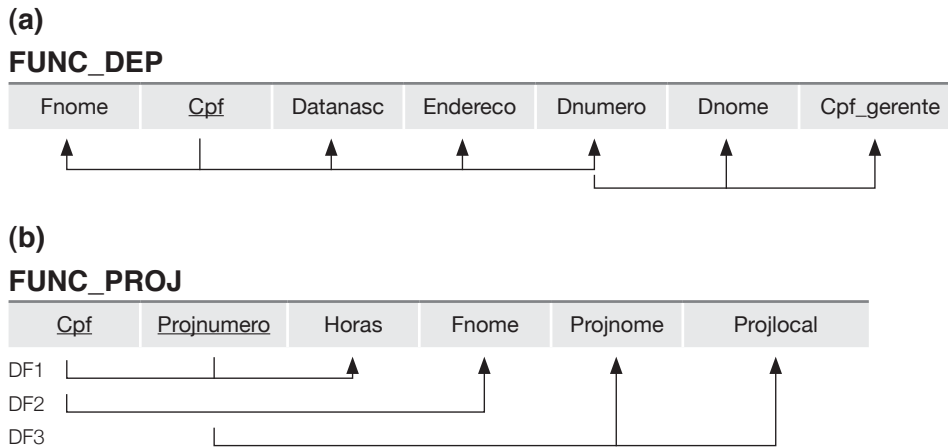 (a)
FUNC_DEP
Fnome Cpf Datanasc Endereco Dnumero Dnome Cpf_gerente
(b)
FUNC_PROJ
Cpf Projnumero Horas Fnome Projnome Projlocal
DF1
DF2
DF3